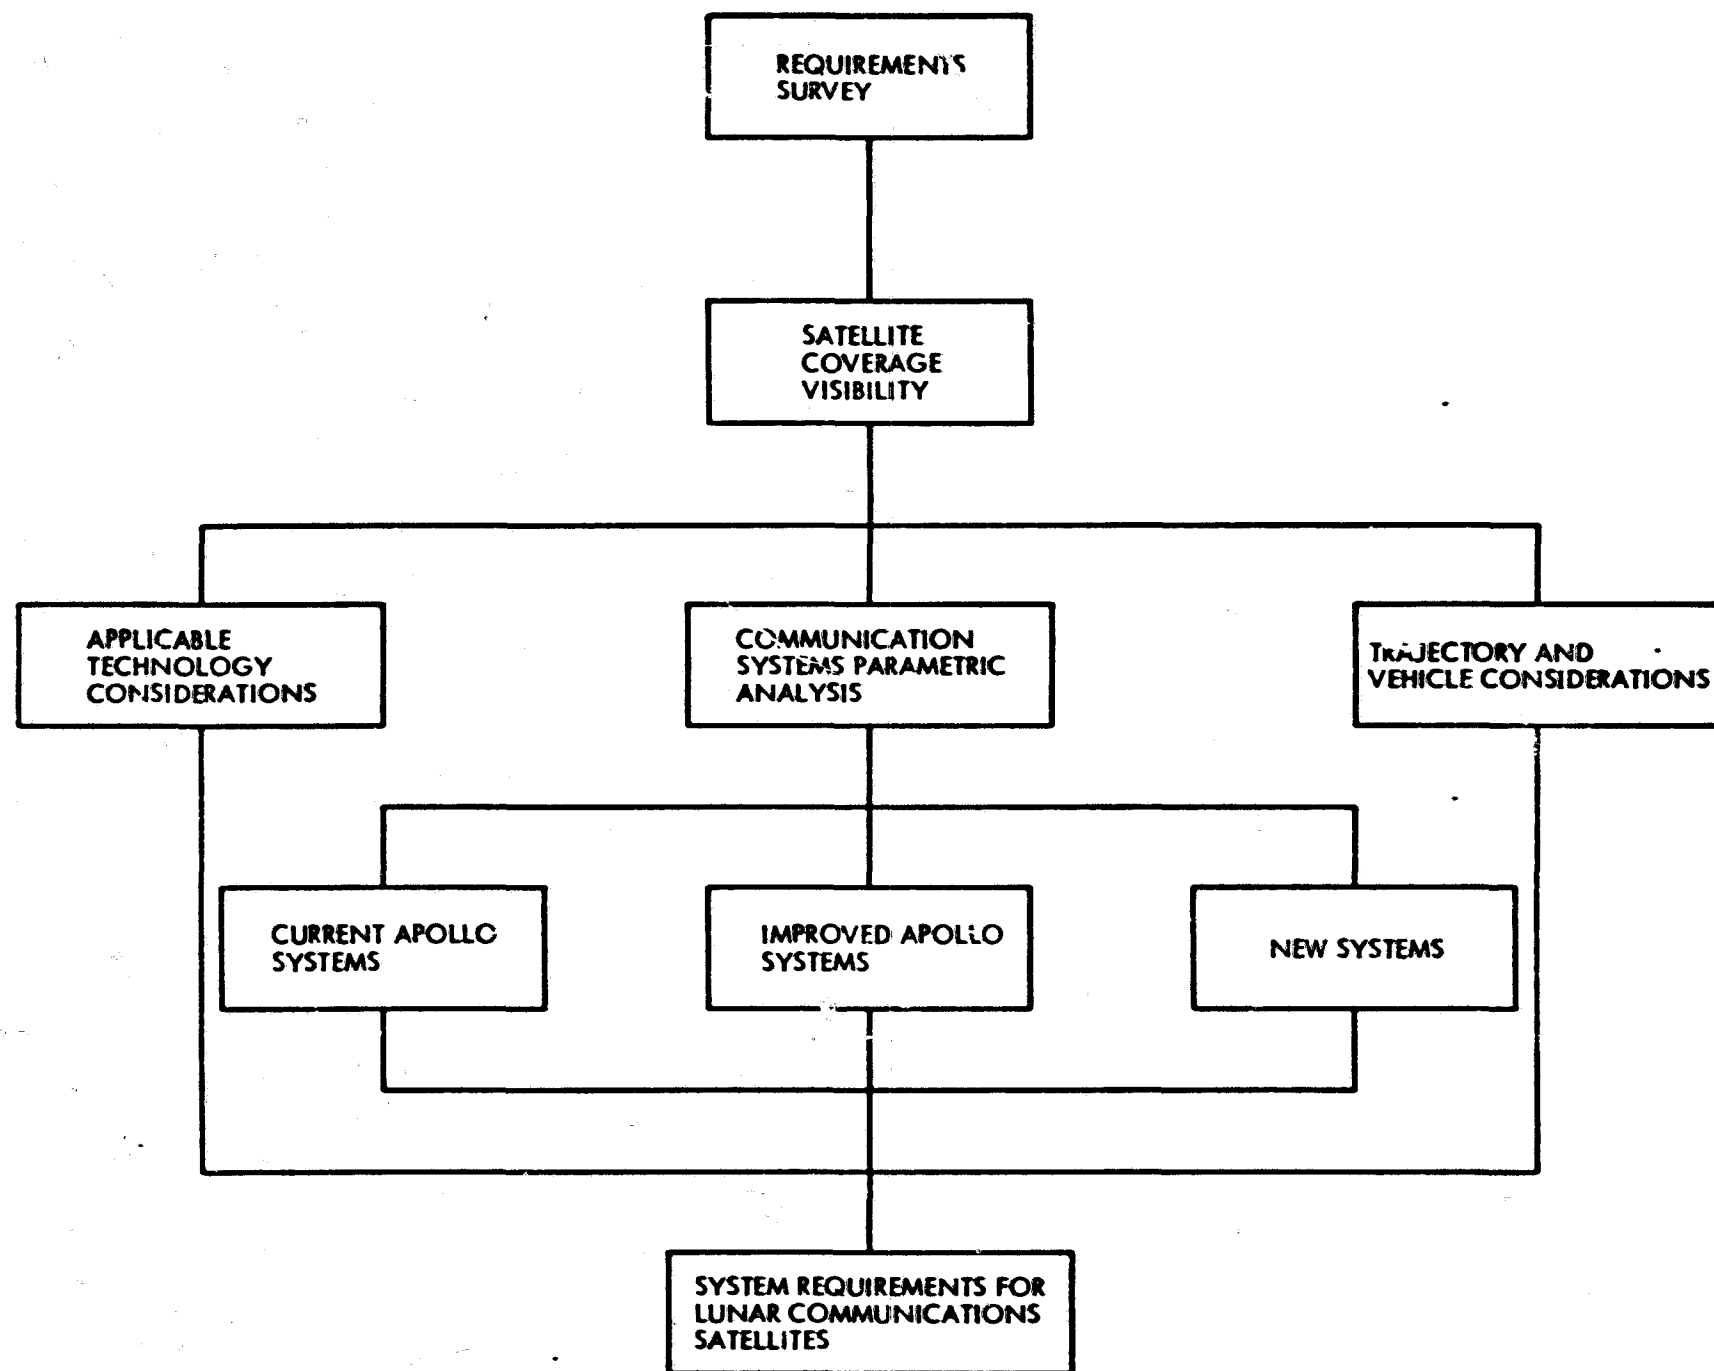 REQUIREMENTS
SURVEY
SATELLITE
COVERAGE
VISIBILITY
APPLICABLE
TECHNOLOGY
CONSIDERATIONS
COMMUNICATION
SYSTEMS PARAMETRIC
ANALYSIS
TRAJECTORY AND
VEHICLE CONSIDERATIONS
CURRENT APOLLO
SYSTEMS
IMPROVED APOLLO
SYSTEMS
NEW SYSTEMS
SYSTEM REQUIREMENTS FOR
LUNAR COMMUNICATIONS
SATELLITES